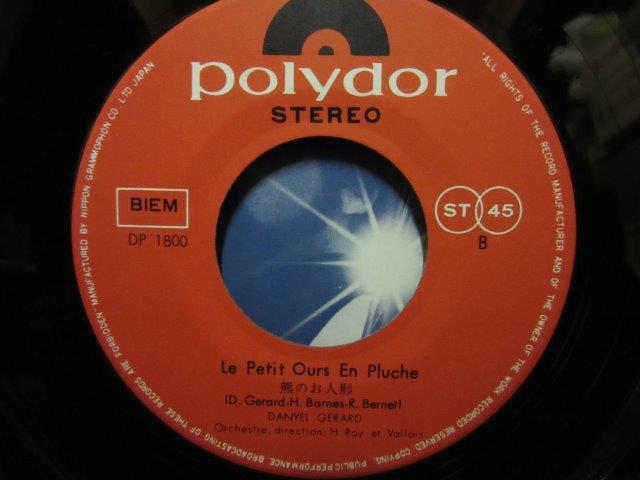 polydor
STEREO
BIEM
DP 1800
ST 45
B
Le Petit Ours En Pluche
熊のお人形
(D. Gerard-H. Barnes-R. Bernet)
DANYEL GERARD
Orchestre, direction; H. Roy et Vallois
"ALL RIGHTS OF THE RECORD MANUFACTURER AND OF THE OWNER OF THE WORK RECORDED RESERVED COPYING, PUBLIC PERFORMANCE, BROADCASTING OF THESE RECORDS ARE FORBIDDEN" MANUFACTURED BY NIPPON GRAMMOPHON CO., LTD JAPAN